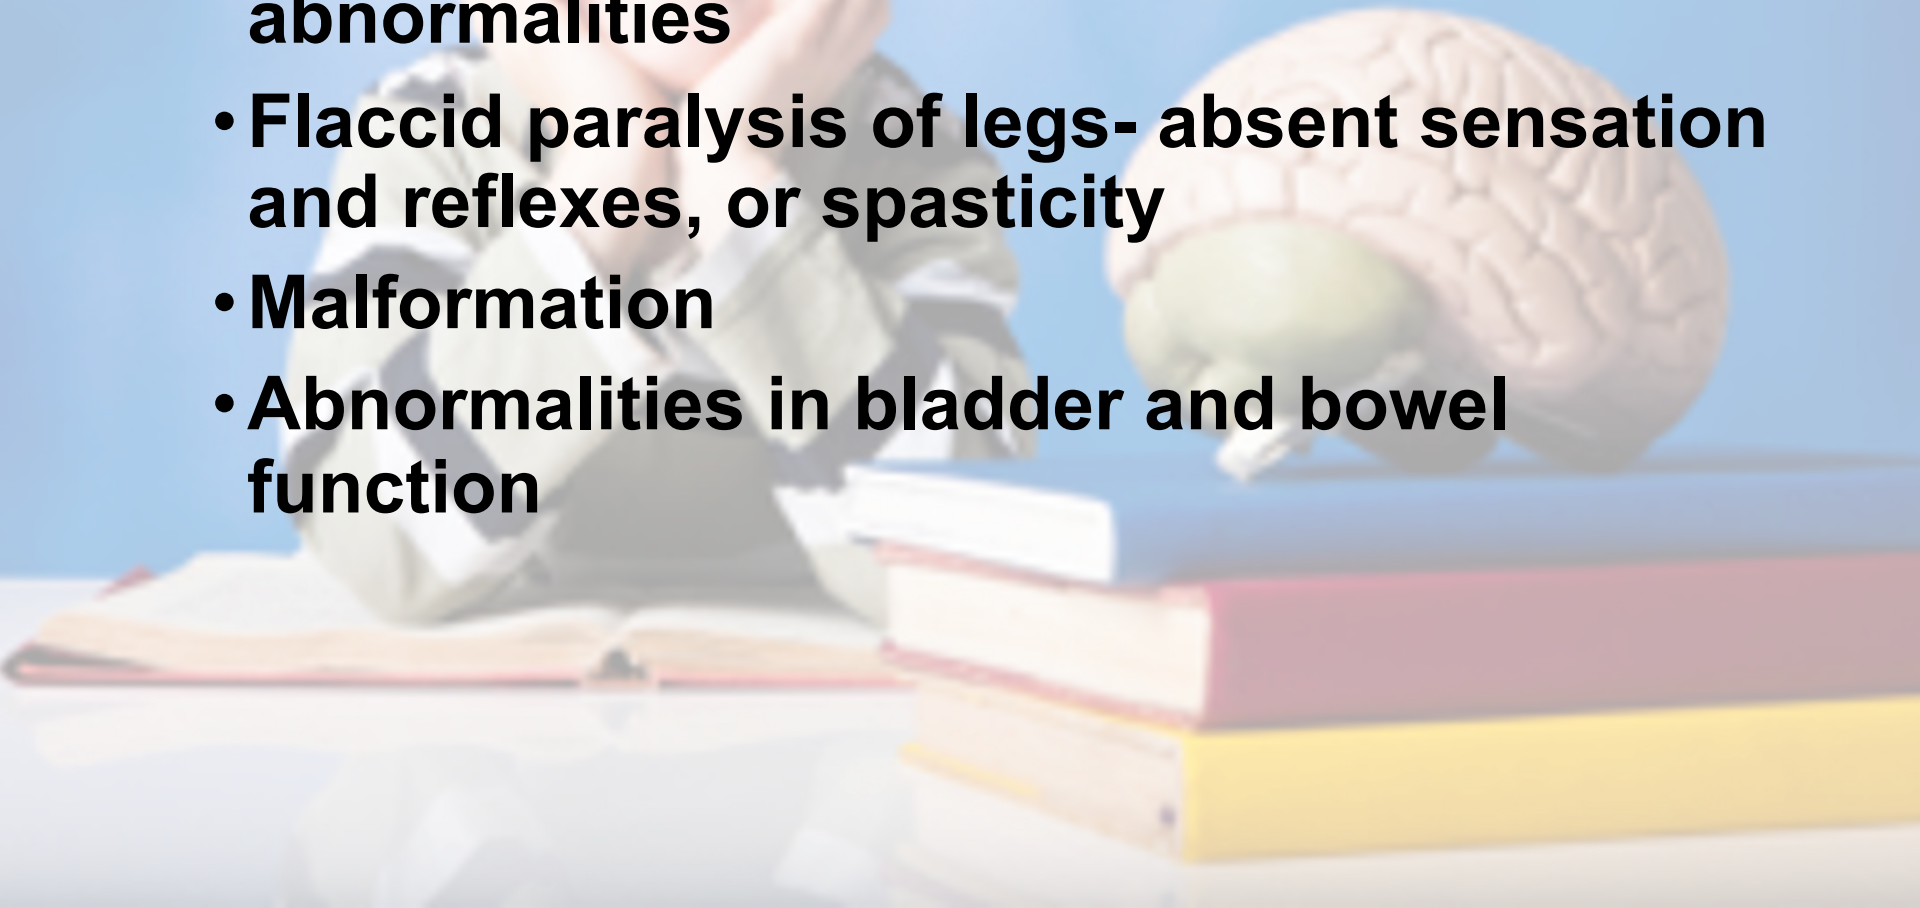 abnormalities
• Flaccid paralysis of legs- absent sensation
and reflexes, or spasticity
• Malformation
• Abnormalities in bladder and bowel
function